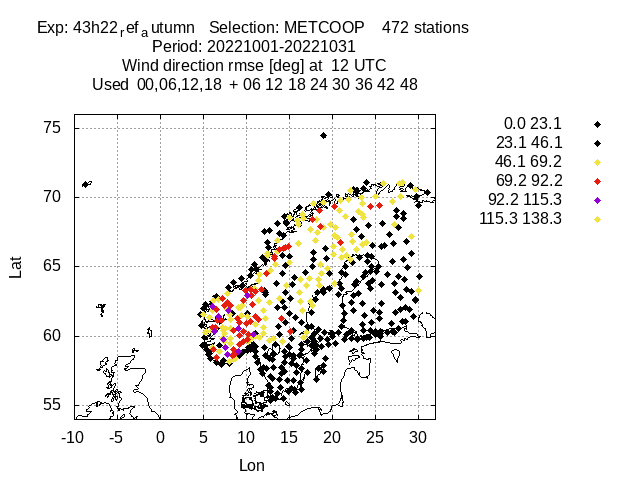 Exp: 43h22refautumn   Selection: METCOOP    472 stations
Period: 20221001-20221031
Wind direction rmse [deg] at  12 UTC
Used  00,06,12,18  + 06 12 18 24 30 36 42 48
0.0 23.1
23.1 46.1
46.1 69.2
69.2 92.2
92.2 115.3
115.3 138.3
75
70
65
60
55
Lat
-10 -5 0 5 10 15 20 25 30
Lon